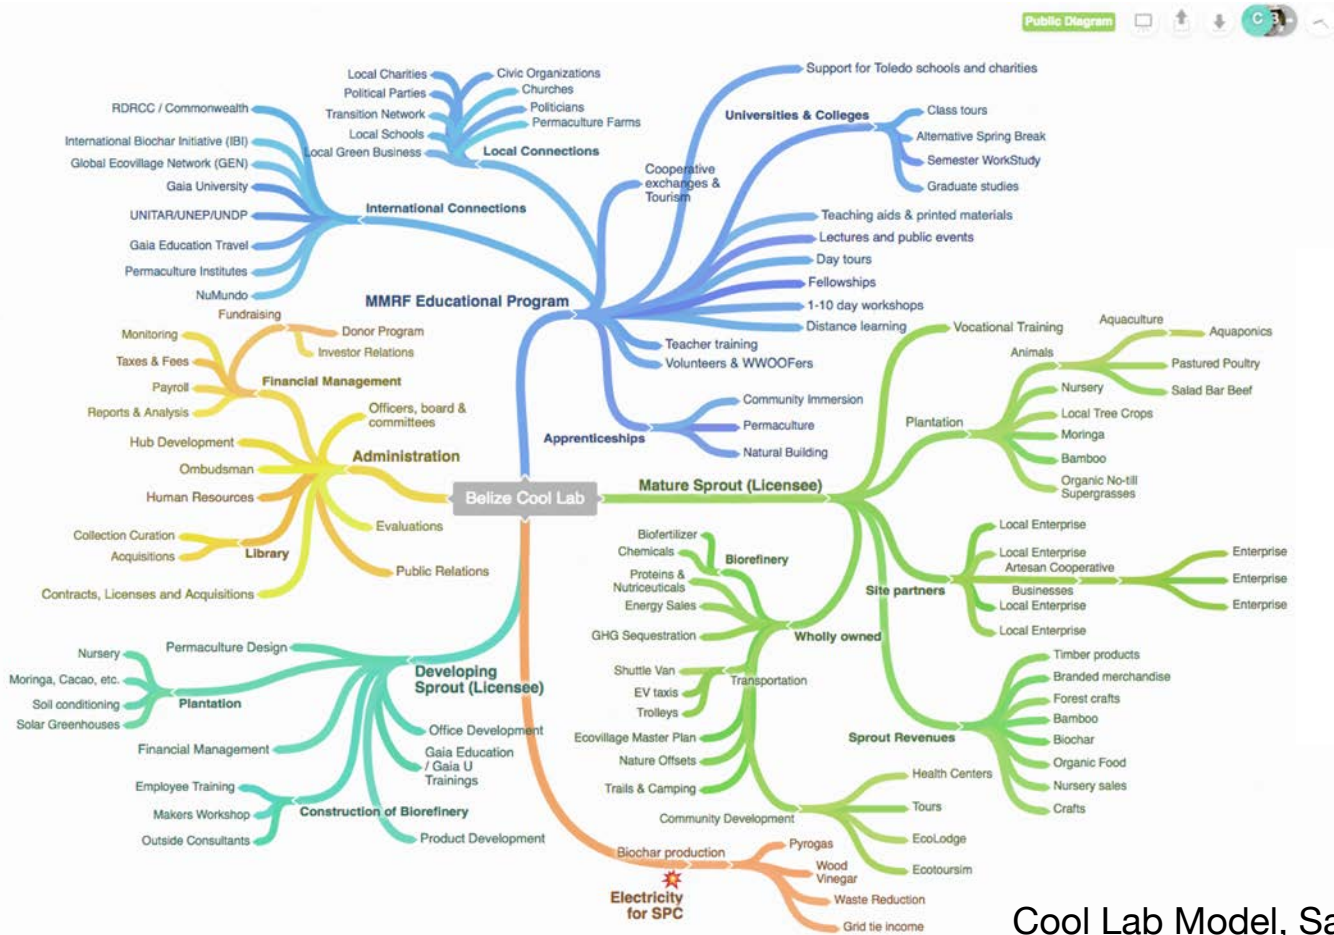 Public Diagram
C
Local Charities
Political Parties
Transition Network
Local Schools
Local Green Business
Civic Organizations
Churches
Politicians
Permaculture Farms
Local Connections
RDRCC / Commonwealth
International Biochar Initiative (IBI)
Global Ecovillage Network (GEN)
Gaia University
UNITAR/UNEP/UNDP
Gaia Education Travel
Permaculture Institutes
NuMundo
International Connections
MMRF Educational Program
Cooperative
exchanges &
Tourism
Support for Toledo schools and charities
Universities & Colleges
Class tours
Alternative Spring Break
Semester WorkStudy
Graduate studies
Teaching aids & printed materials
Lectures and public events
Day tours
Fellowships
1-10 day workshops
Distance learning
Teacher training
Volunteers & WWOOFers
Apprenticeships
Community Immersion
Permaculture
Natural Building
Fundraising
Donor Program
Investor Relations
Monitoring
Taxes & Fees
Payroll
Reports & Analysis
Financial Management
Officers, board &
committees
Hub Development
Ombudsman
Human Resources
Administration
Collection Curation
Acquisitions
Library
Evaluations
Public Relations
Contracts, Licenses and Acquisitions
Belize Cool Lab
Mature Sprout (Licensee)
Vocational Training
Plantation
Animals
Aquaculture
Aquaponics
Pastured Poultry
Salad Bar Beef
Nursery
Local Tree Crops
Moringa
Bamboo
Organic No-till
Supergrasses
Site partners
Local Enterprise
Local Enterprise
Artesan Cooperative
Businesses
Local Enterprise
Local Enterprise
Enterprise
Enterprise
Enterprise
Biofertilizer
Chemicals
Proteins &
Nutriceuticals
Energy Sales
GHG Sequestration
Biorefinery
Wholly owned
Shuttle Van
EV taxis
Trolleys
Transportation
Ecovillage Master Plan
Nature Offsets
Trails & Camping
Community Development
Health Centers
Tours
EcoLodge
Ecotoursim
Sprout Revenues
Timber products
Branded merchandise
Forest crafts
Bamboo
Biochar
Organic Food
Nursery sales
Crafts
Permaculture Design
Nursery
Moringa, Cacao, etc.
Soil conditioning
Solar Greenhouses
Plantation
Developing
Sprout (Licensee)
Financial Management
Office Development
Gaia Education
/ Gaia U
Trainings
Employee Training
Makers Workshop
Outside Consultants
Construction of Biorefinery
Product Development
Biochar production
Electricity
for SPC
Pyrogas
Wood
Vinegar
Waste Reduction
Grid tie income
Cool Lab Model, Sa